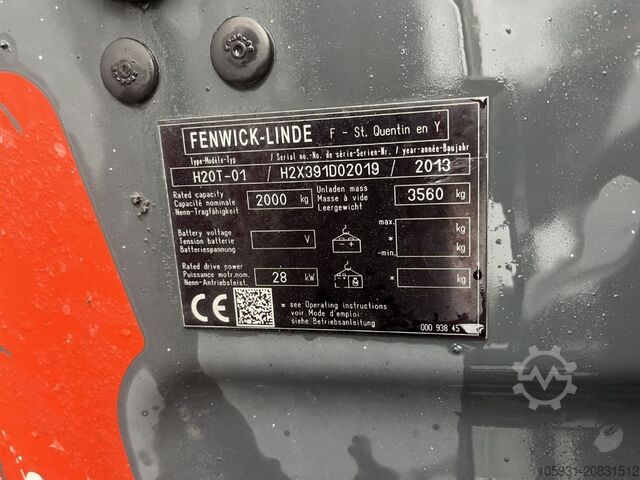 FENWICK-LINDE F - St. Quentin en Y
Type-Modèle-Typ / Serial no.-No. de série-Serien-Nr. / year-année-Baujahr
H20T-01 / H2X391D02019 / 2013
Rated capacity
Capacité nominale
Nenn-Tragfähigkeit
2000 kg
Unladen mass
Masse à vide
Leergewicht
3560 kg
Battery voltage
Tension batterie
Batteriespannung
V
max.
*
-min.
kg
kg
Rated drive power
Puissance motr.nom.
Nenn-Antriebsleist.
28 kW
*
kg
CE
* see Operating instructions
voir Mode d'emploi
siehe Betriebsanleitung
000 938 45
105931-20831512